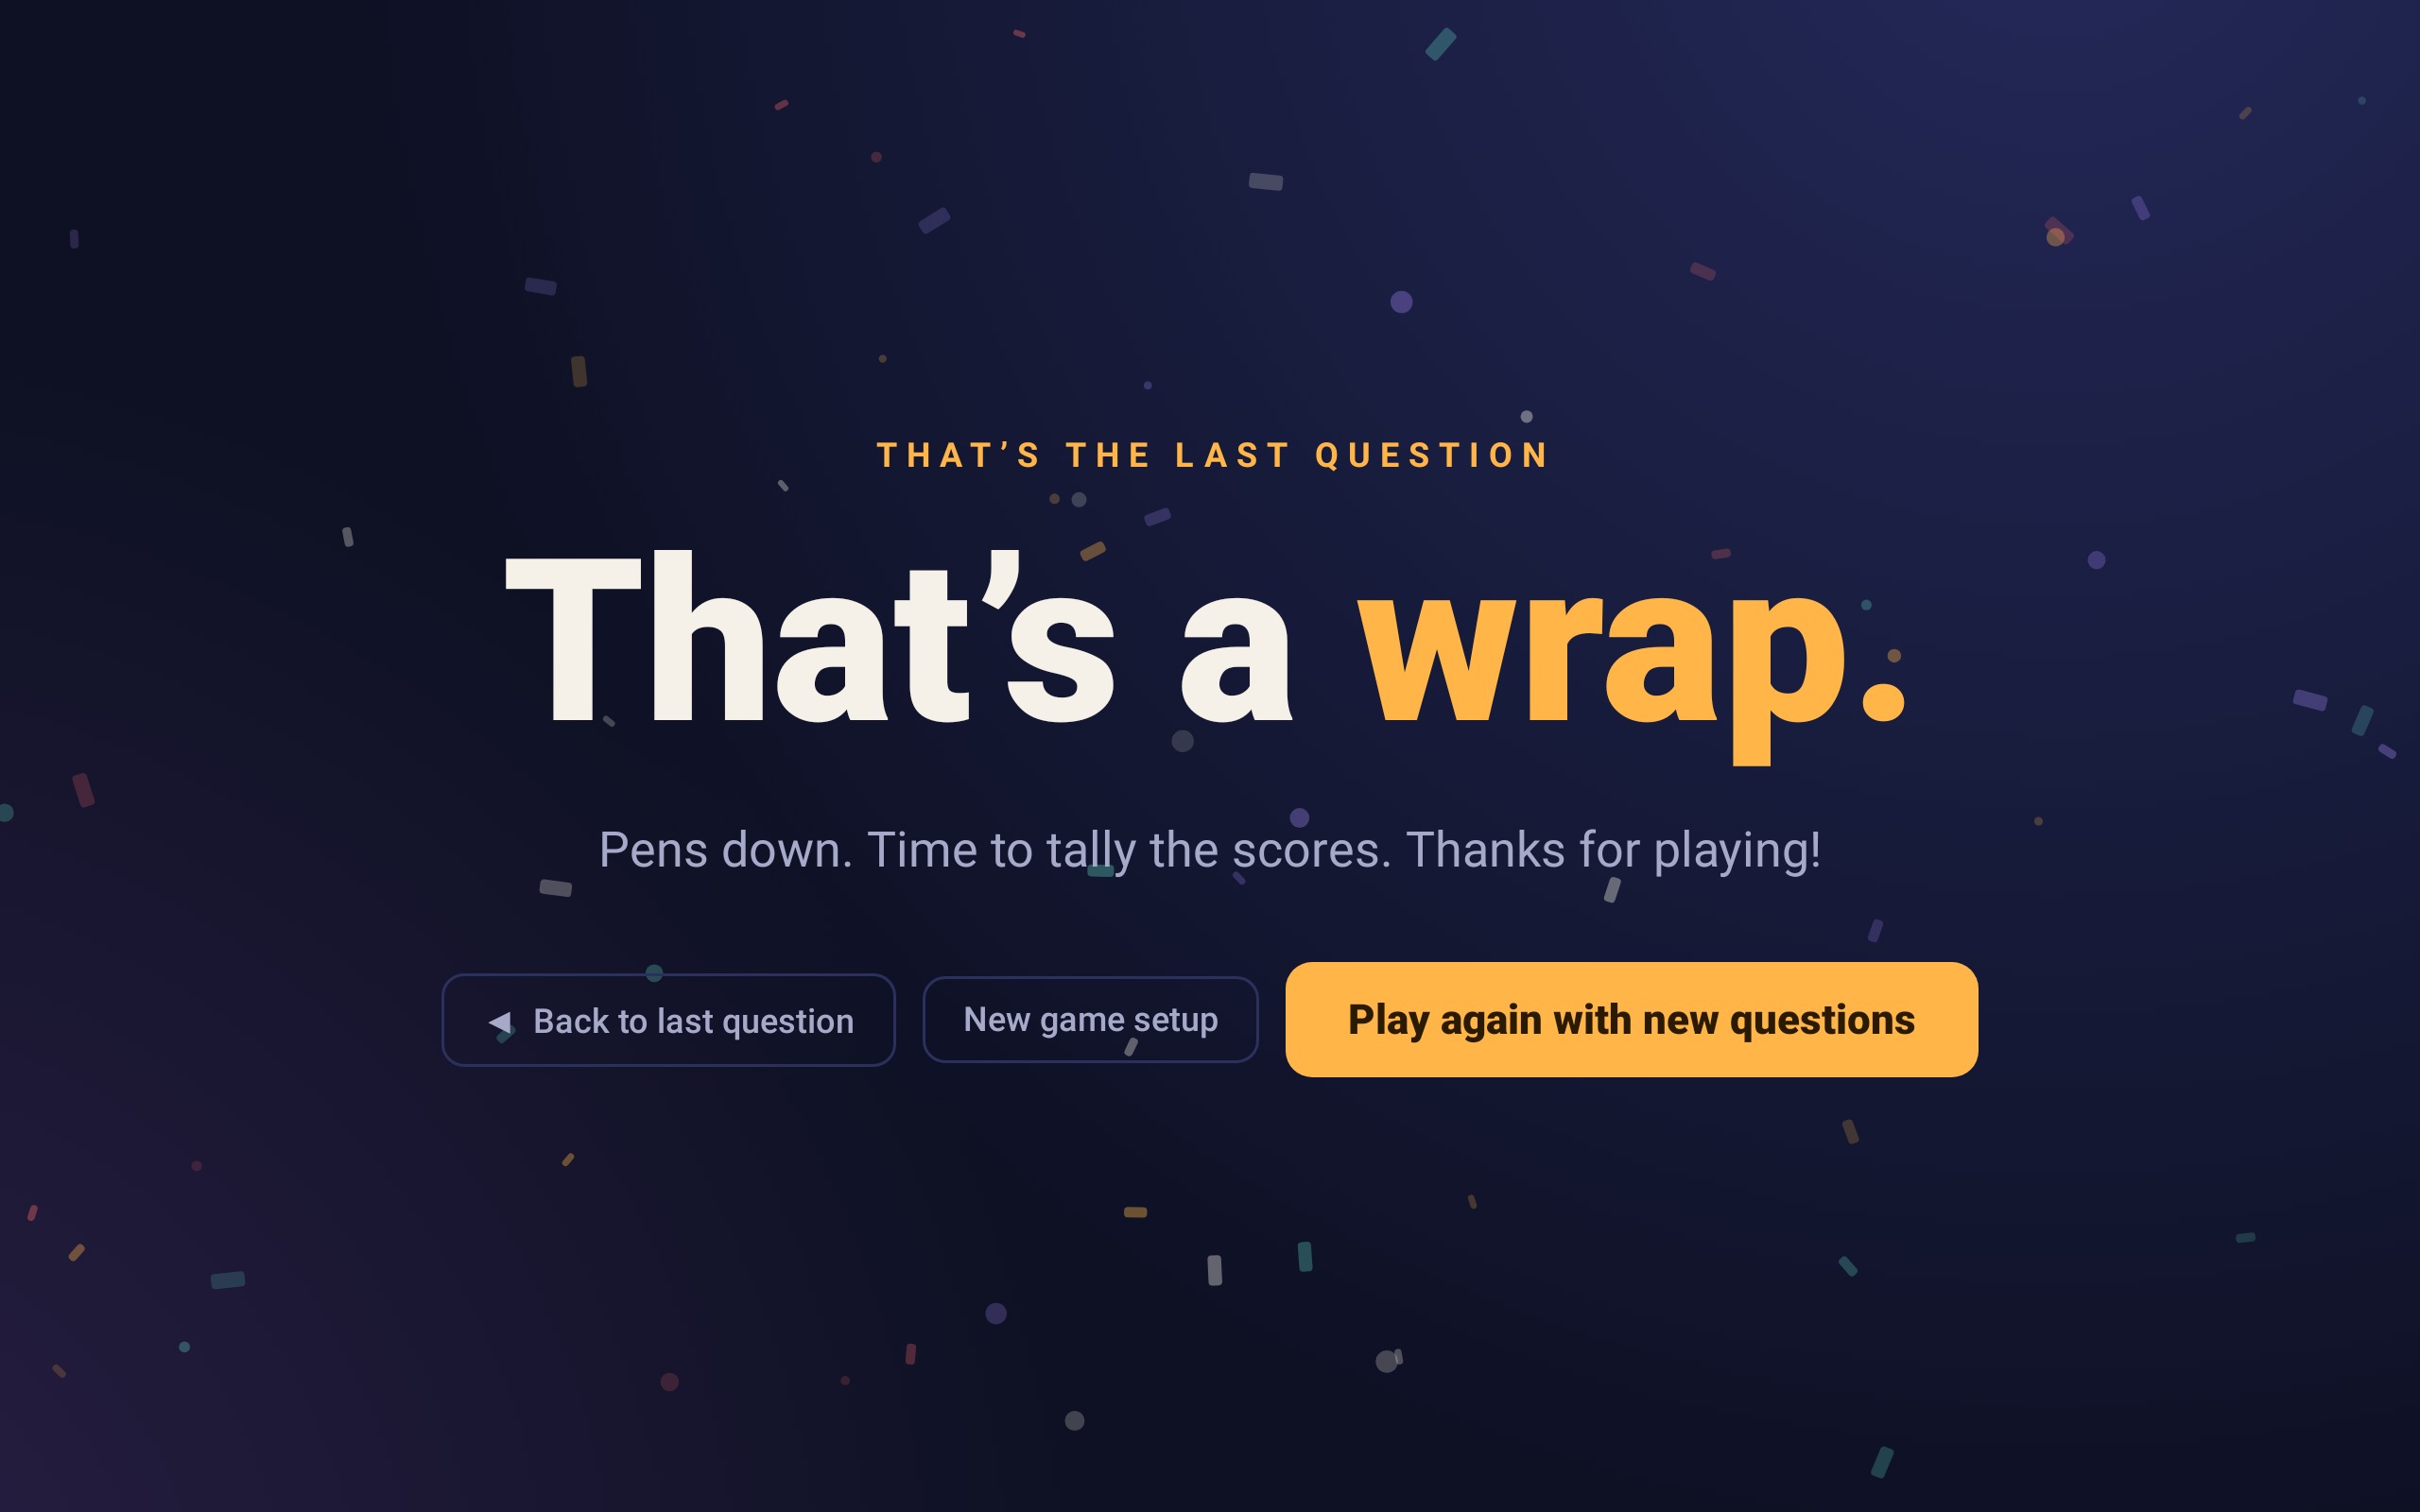 THAT’S THE LAST QUESTION
That’s a wrap.
Pens down. Time to tally the scores. Thanks for playing!
◀ Back to last question
New game setup
Play again with new questions